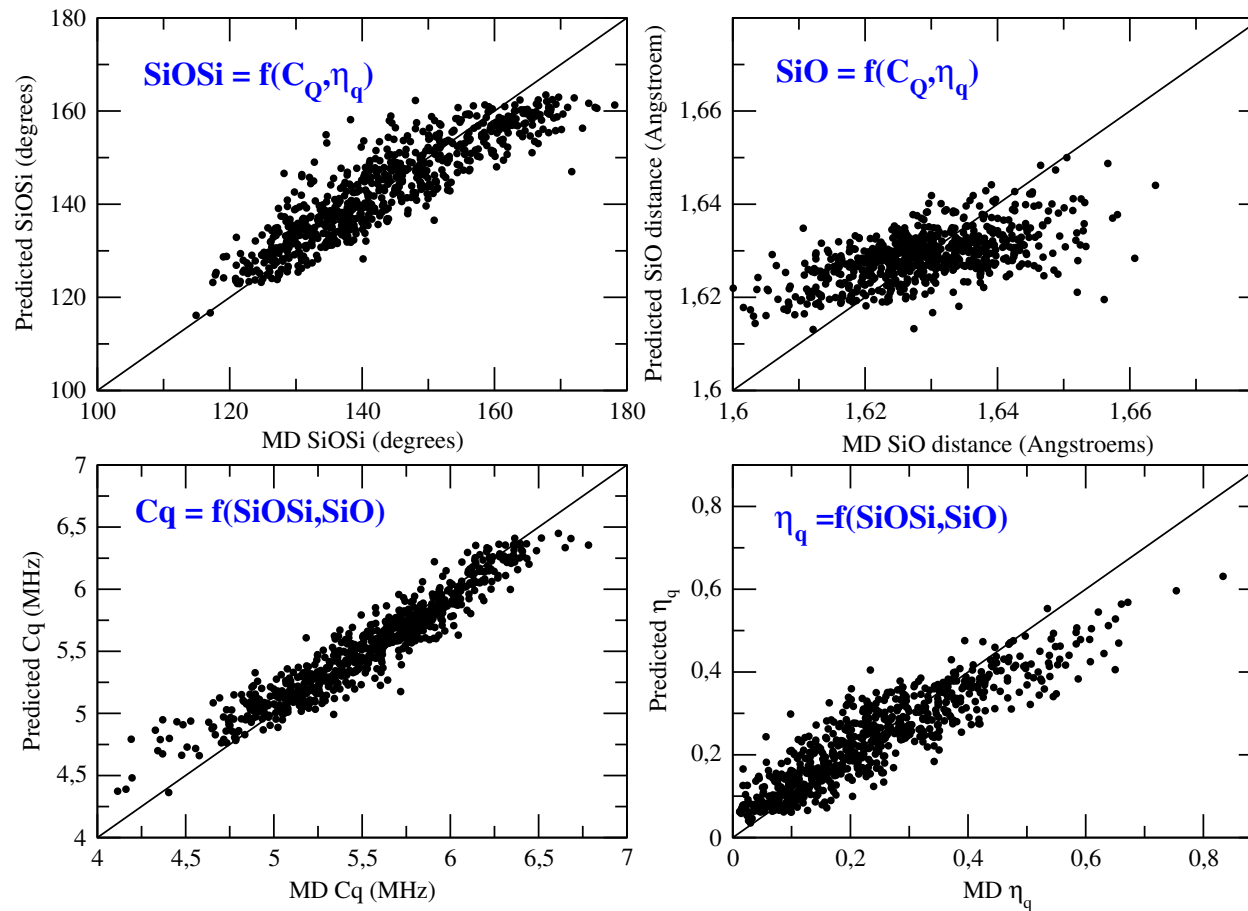 SiOSi = f(C_Q,η_q)
Predicted SiOSi (degrees)
180
160
140
120
100
100 120 140 160 180
MD SiOSi (degrees)
SiO = f(C_Q,η_q)
Predicted SiO distance (Angstroem)
1,66
1,64
1,62
1,6
1,6 1,62 1,64 1,66
MD SiO distance (Angstroems)
Cq = f(SiOSi,SiO)
Predicted Cq (MHz)
7
6,5
6
5,5
5
4,5
4
4 4,5 5 5,5 6 6,5 7
MD Cq (MHz)
η_q =f(SiOSi,SiO)
Predicted η_q
0,8
0,6
0,4
0,2
0
0 0,2 0,4 0,6 0,8
MD η_q